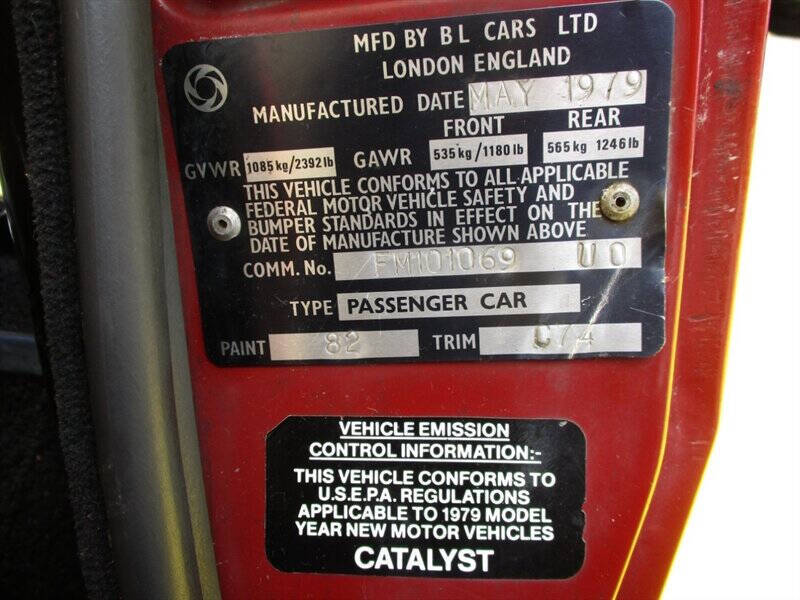 MFD BY B L CARS LTD
LONDON ENGLAND
MANUFACTURED DATE MAY 1979
FRONT REAR
GVWR 1085 kg/2392 lb GAWR 535 kg/1180 lb 565 kg 1246 lb
THIS VEHICLE CONFORMS TO ALL APPLICABLE
FEDERAL MOTOR VEHICLE SAFETY AND
BUMPER STANDARDS IN EFFECT ON THE
DATE OF MANUFACTURE SHOWN ABOVE
COMM. No. FM101069 UO
TYPE PASSENGER CAR
PAINT 82 TRIM C74
VEHICLE EMISSION
CONTROL INFORMATION:-
THIS VEHICLE CONFORMS TO
U.S.E.P.A. REGULATIONS
APPLICABLE TO 1979 MODEL
YEAR NEW MOTOR VEHICLES
CATALYST